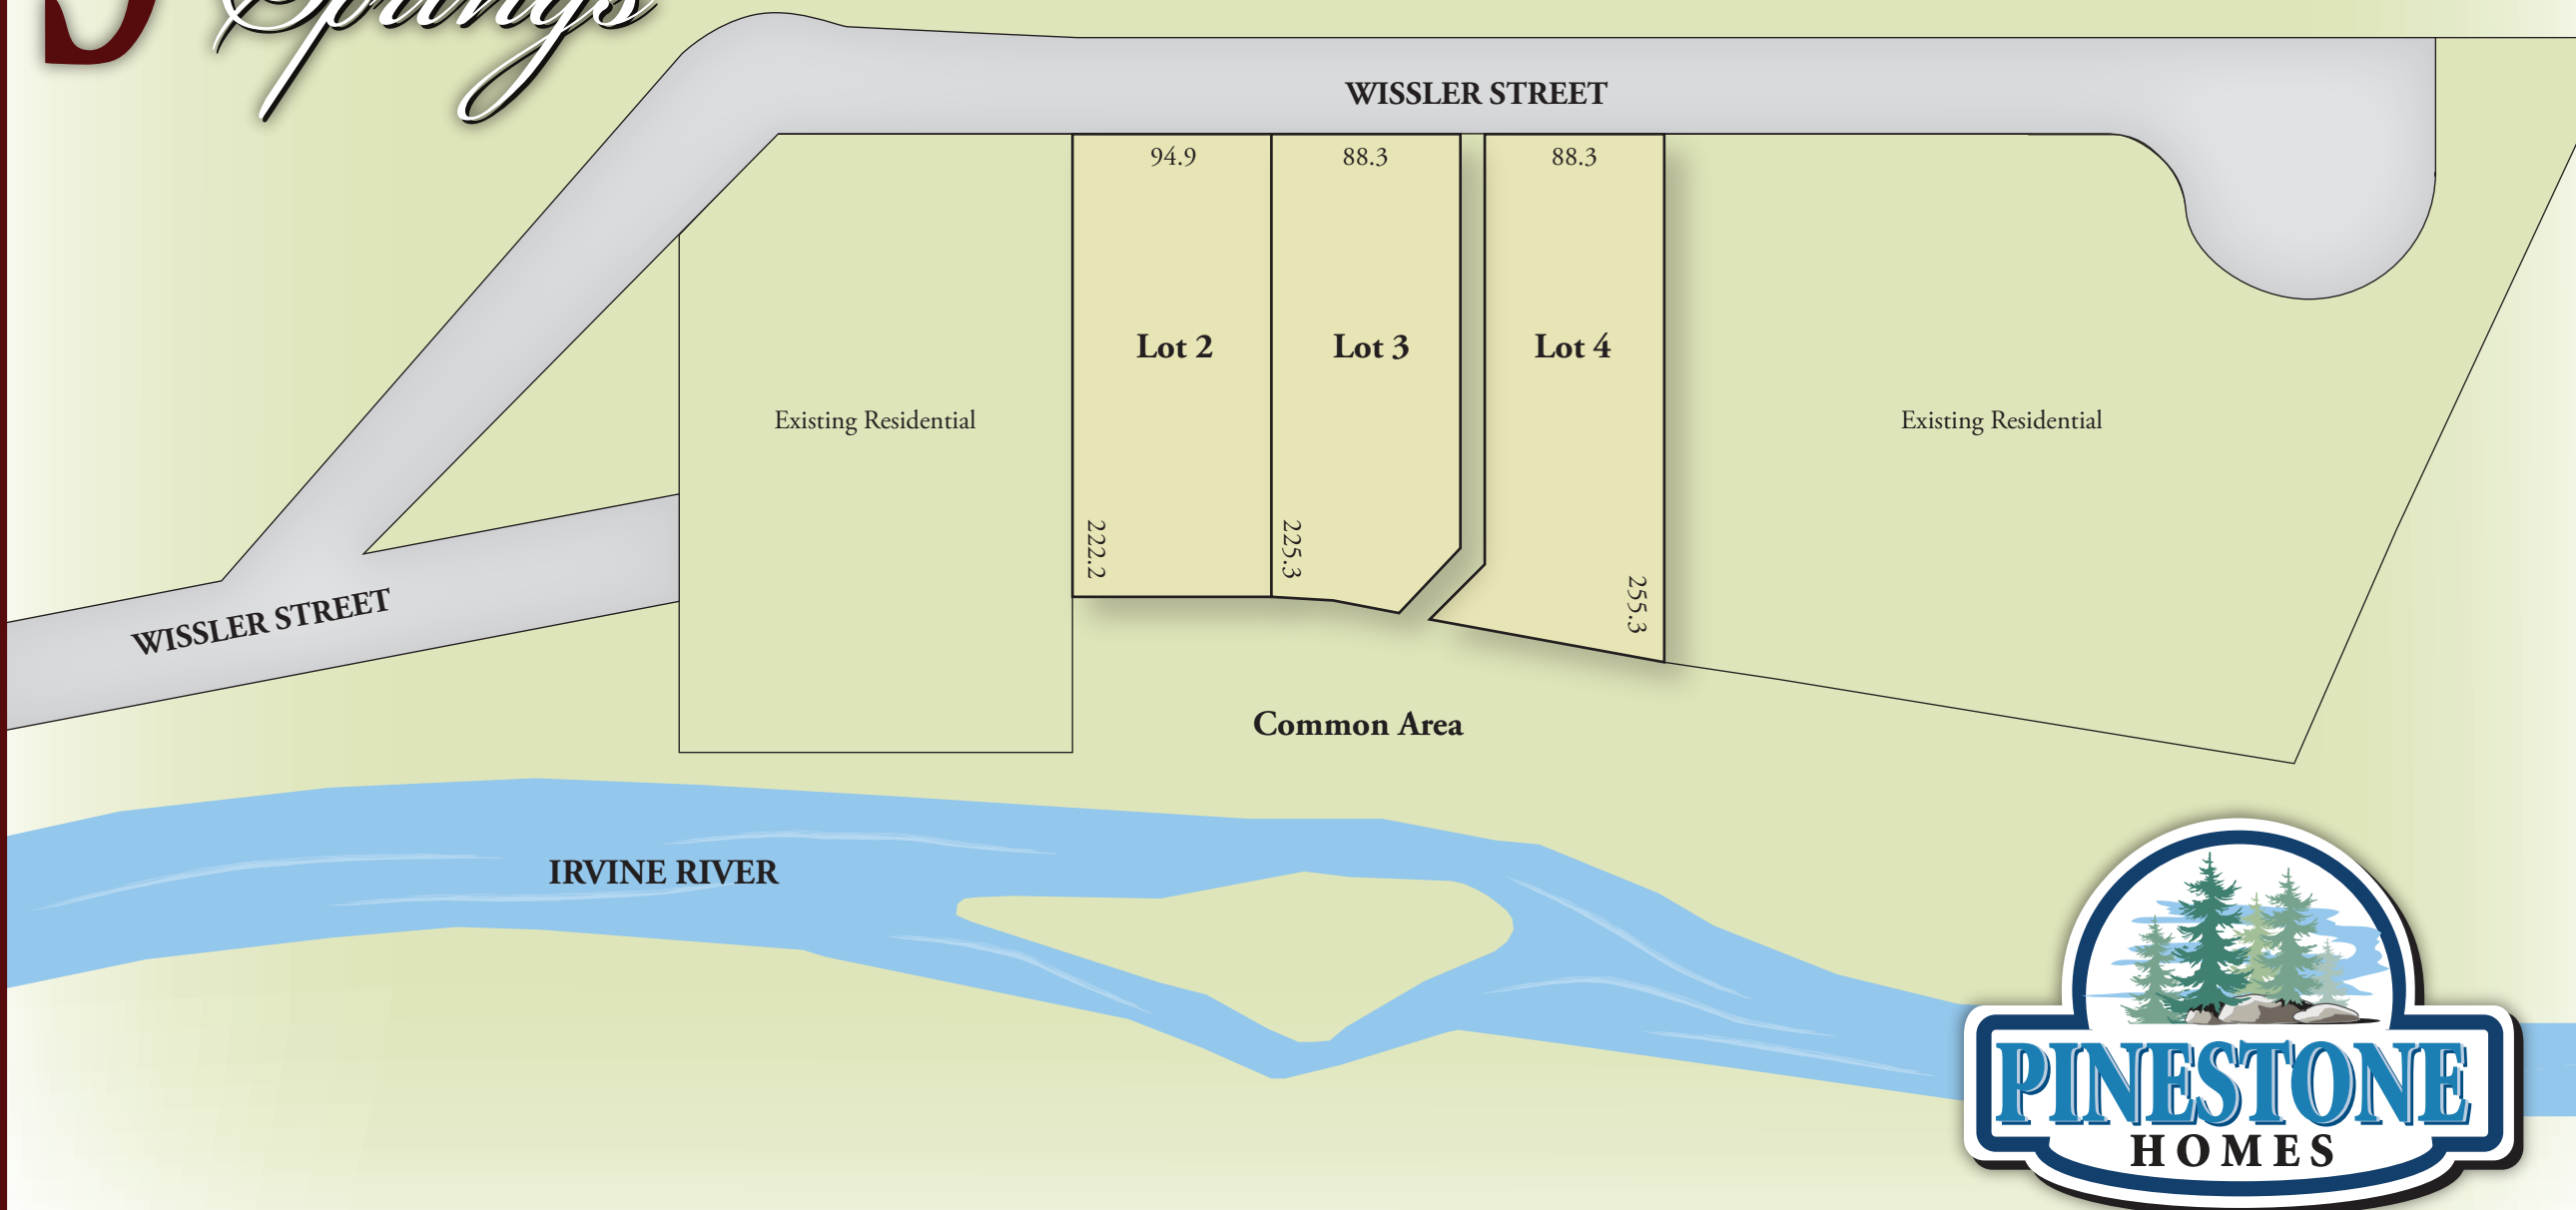 Springs
WISSLER STREET
94.9
88.3
88.3
Lot 2
Lot 3
Lot 4
Existing Residential
Existing Residential
222.2
225.3
255.3
WISSLER STREET
Common Area
IRVINE RIVER
PINESTONE
HOMES